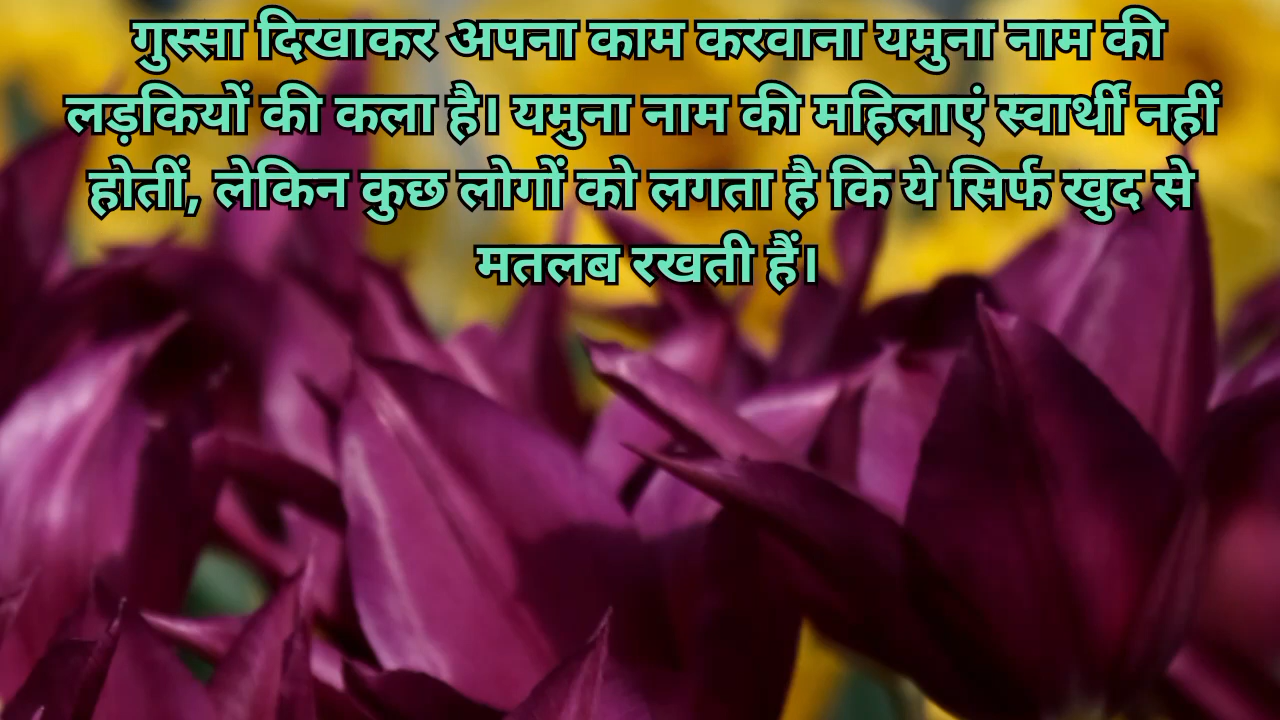 गुस्सा दिखाकर अपना काम करवाना यमुना नाम की
लड़कियों की कला है। यमुना नाम की महिलाएं स्वार्थी नहीं
होतीं, लेकिन कुछ लोगों को लगता है कि ये सिर्फ खुद से
मतलब रखती हैं।